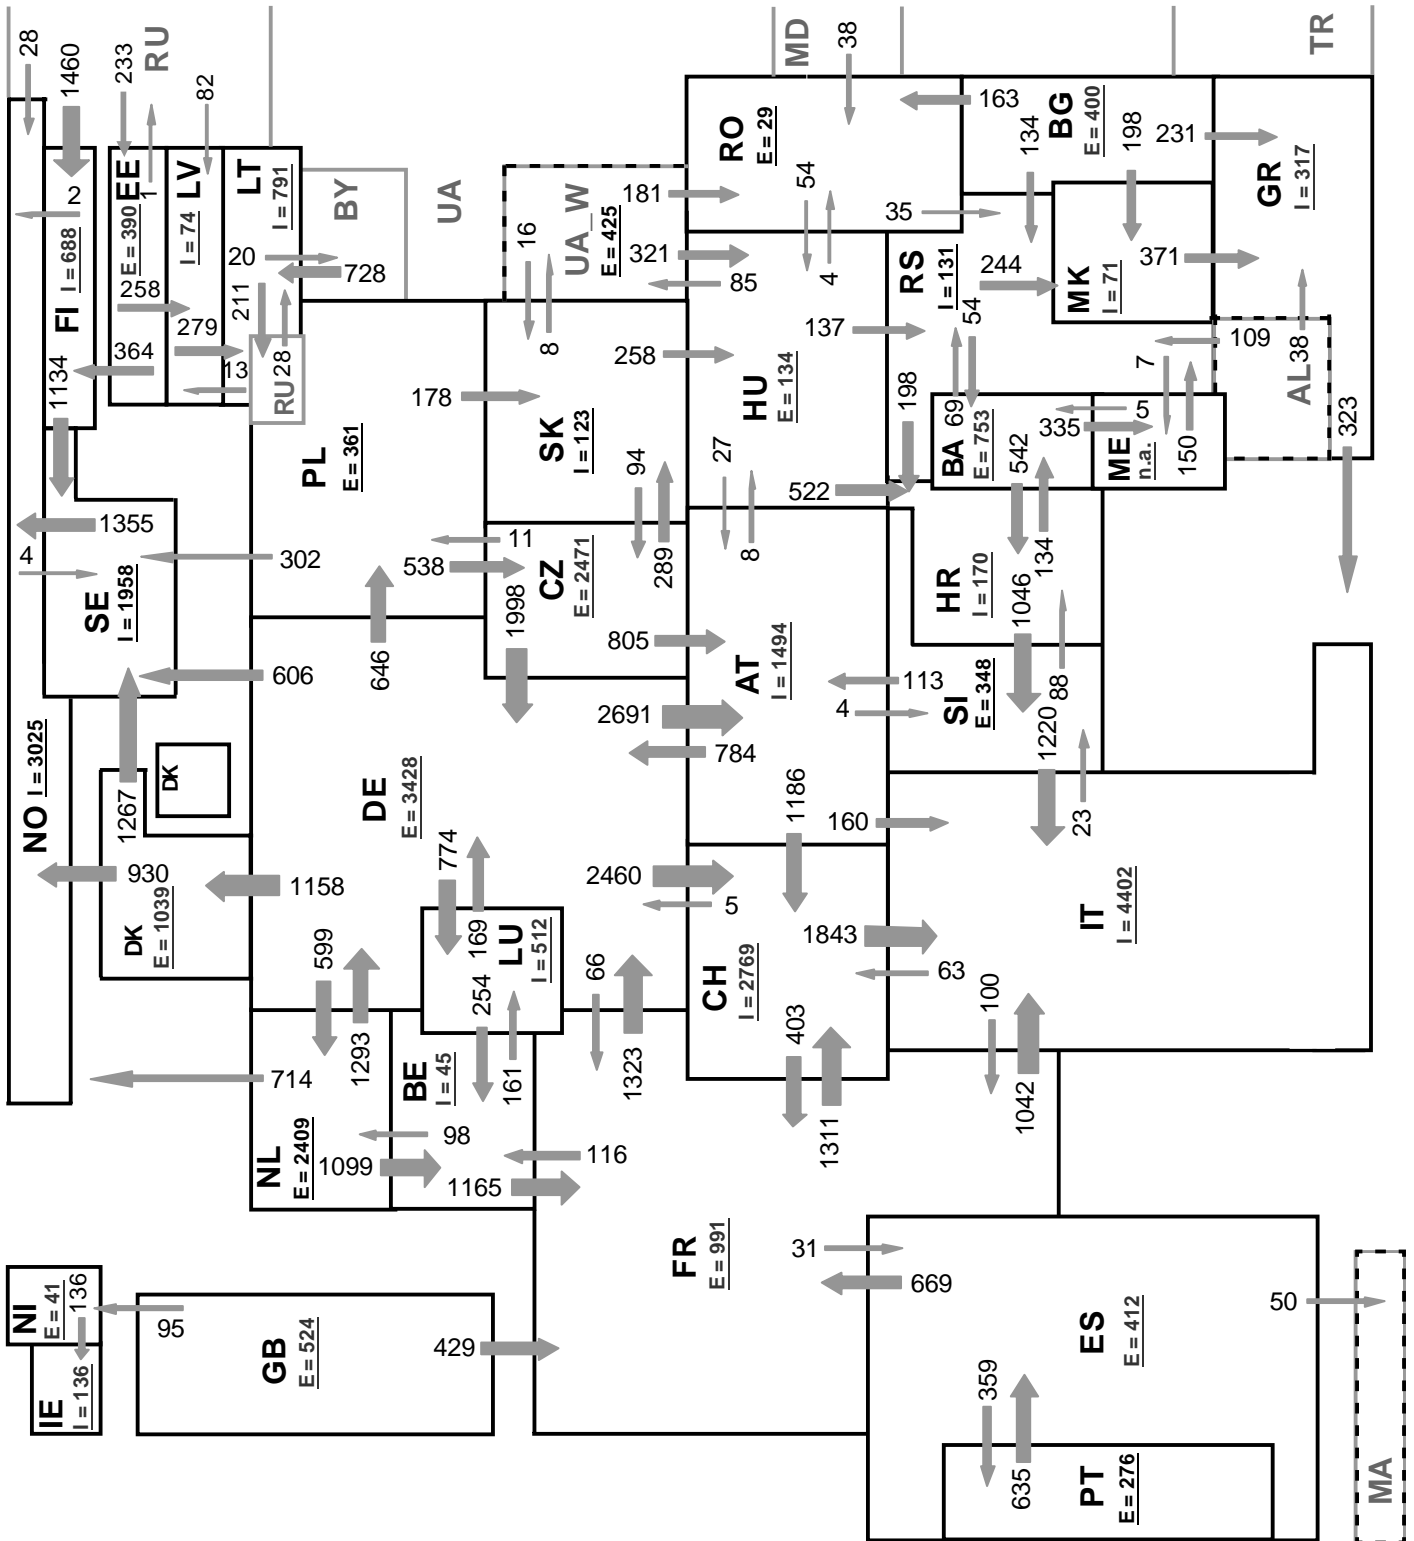 28
1460
233
RU
82
MD
38
TR
163
134
BG
E = 400
198
231
RO
E = 29
54
4
35
GR
I = 317
2
FI
I = 688
1134
EE
E = 390
1
LV
I = 74
LT
I = 791
BY
UA
UA_W
E = 425
181
16
8
321
85
258
279
364
13
20
728
211
28
RU
RS
I = 131
244
54
MK
I = 71
371
109
AL
38
323
7
150
137
258
HU
E = 134
198
178
SK
I = 123
94
289
PL
E = 361
BA
E = 753
69
335
5
542
134
ME
n.a.
27
8
522
1355
4
302
SE
I = 1958
606
11
538
CZ
E = 2471
1998
646
805
HR
I = 170
1046
88
AT
I = 1494
113
4
SI
E = 348
1220
23
2691
784
NO
I = 3025
DK
1267
930
1158
DK
E = 1039
DE
E = 3428
774
169
2460
5
1186
160
1843
63
CH
I = 2769
IT
I = 4402
599
1293
254
161
LU
I = 512
66
1323
403
1311
100
1042
714
NL
E = 2409
1099
98
BE
I = 45
1165
116
FR
E = 991
31
669
NI
E = 41
136
95
IE
I = 136
GB
E = 524
429
ES
E = 412
50
359
635
PT
E = 276
MA